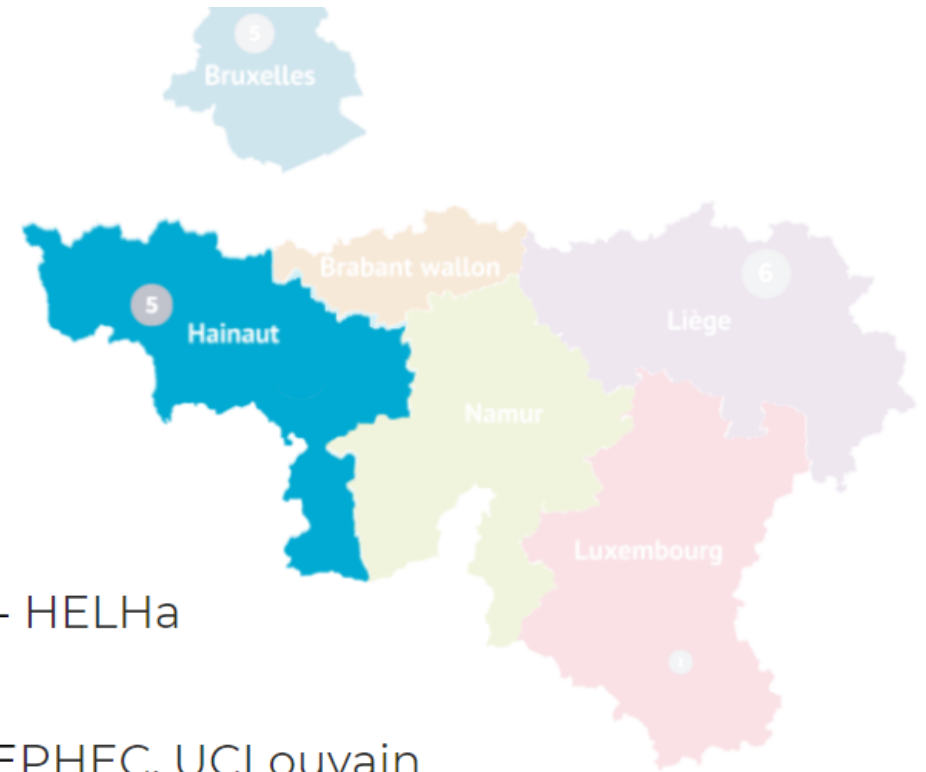 5
Bruxelles
Brabant wallon
6
5
Liège
Hainaut
Namur
Luxembourg
- HELHa
EPHEC, UCLouvain